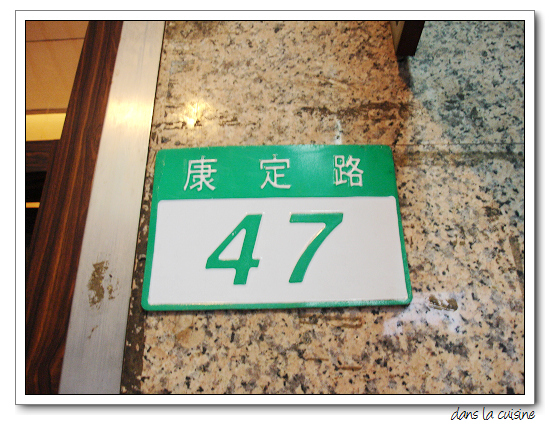 康定路
47
dans la cuisine